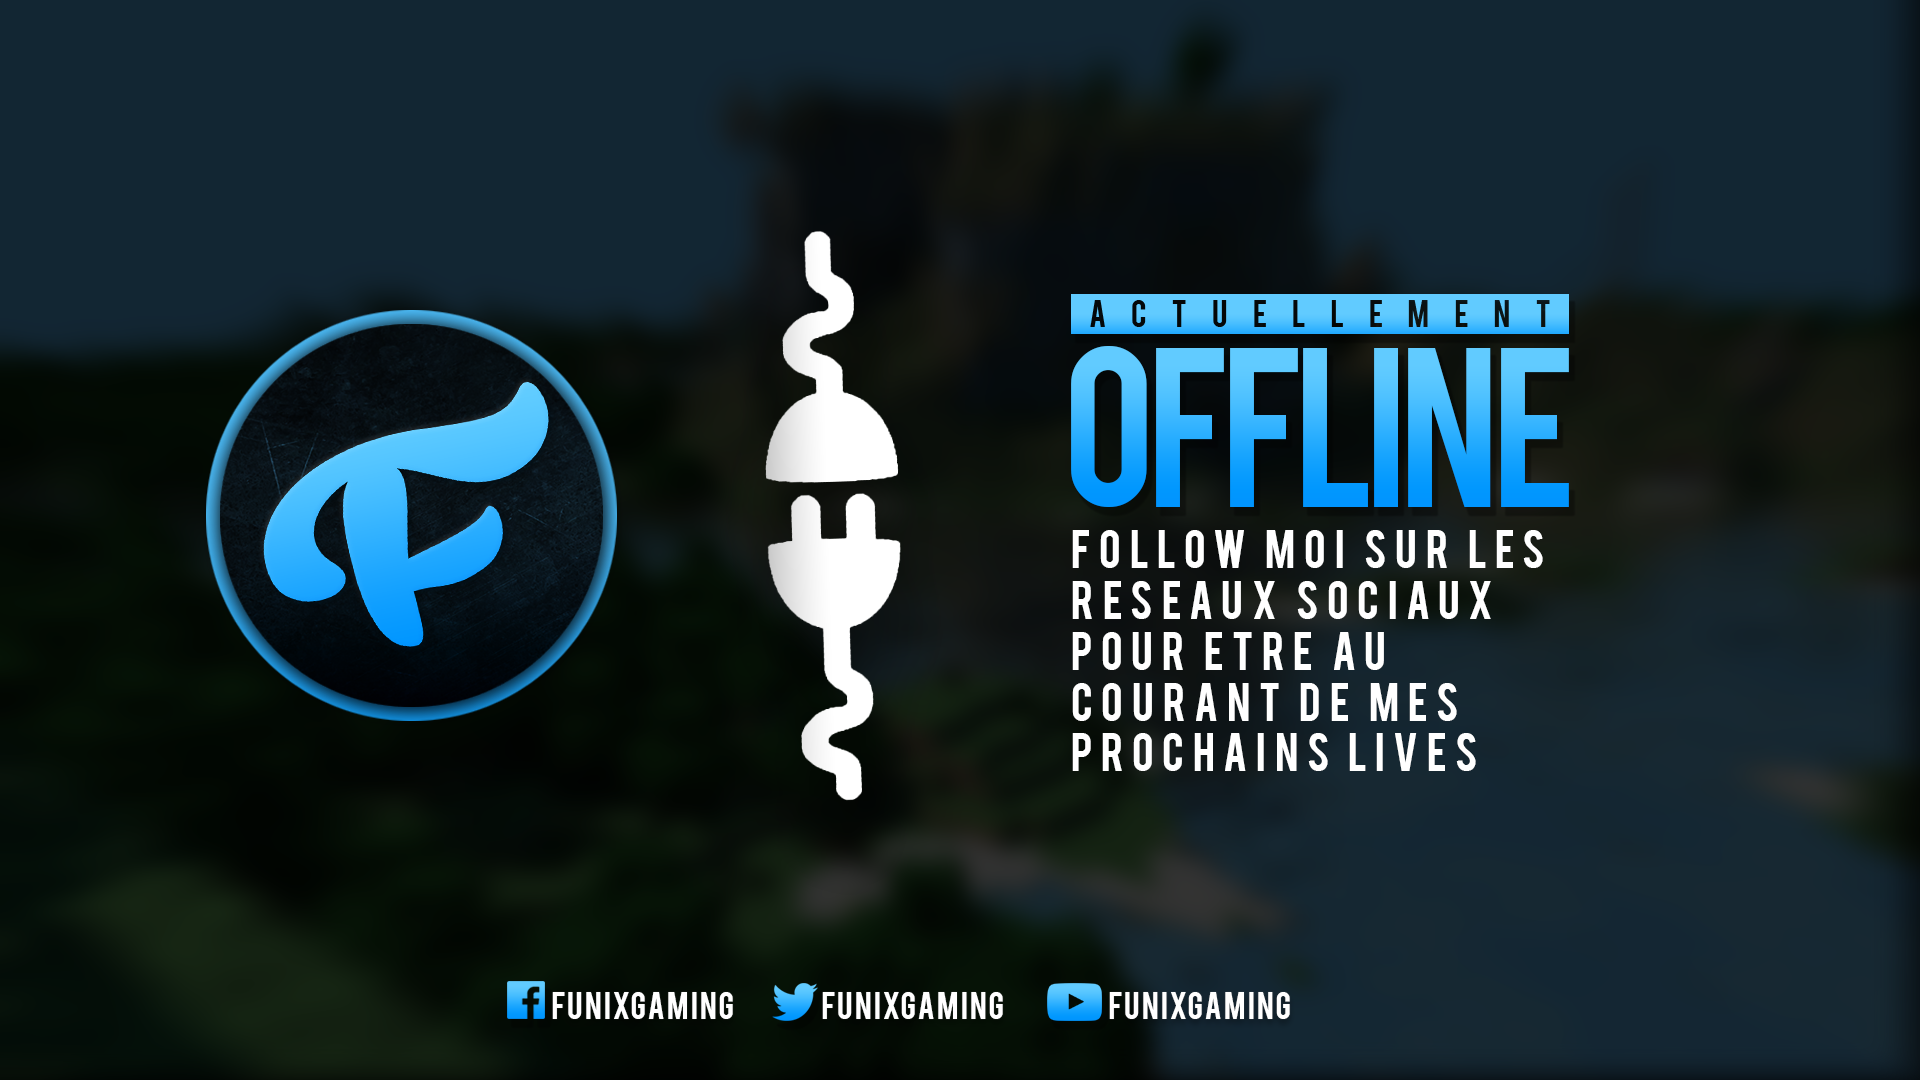 F
ACTUELLEMENT
OFFLINE
FOLLOW MOI SUR LES
RESEAUX SOCIAUX
POUR ETRE AU
COURANT DE MES
PROCHAINS LIVES
FUNIXGAMING FUNIXGAMING FUNIXGAMING